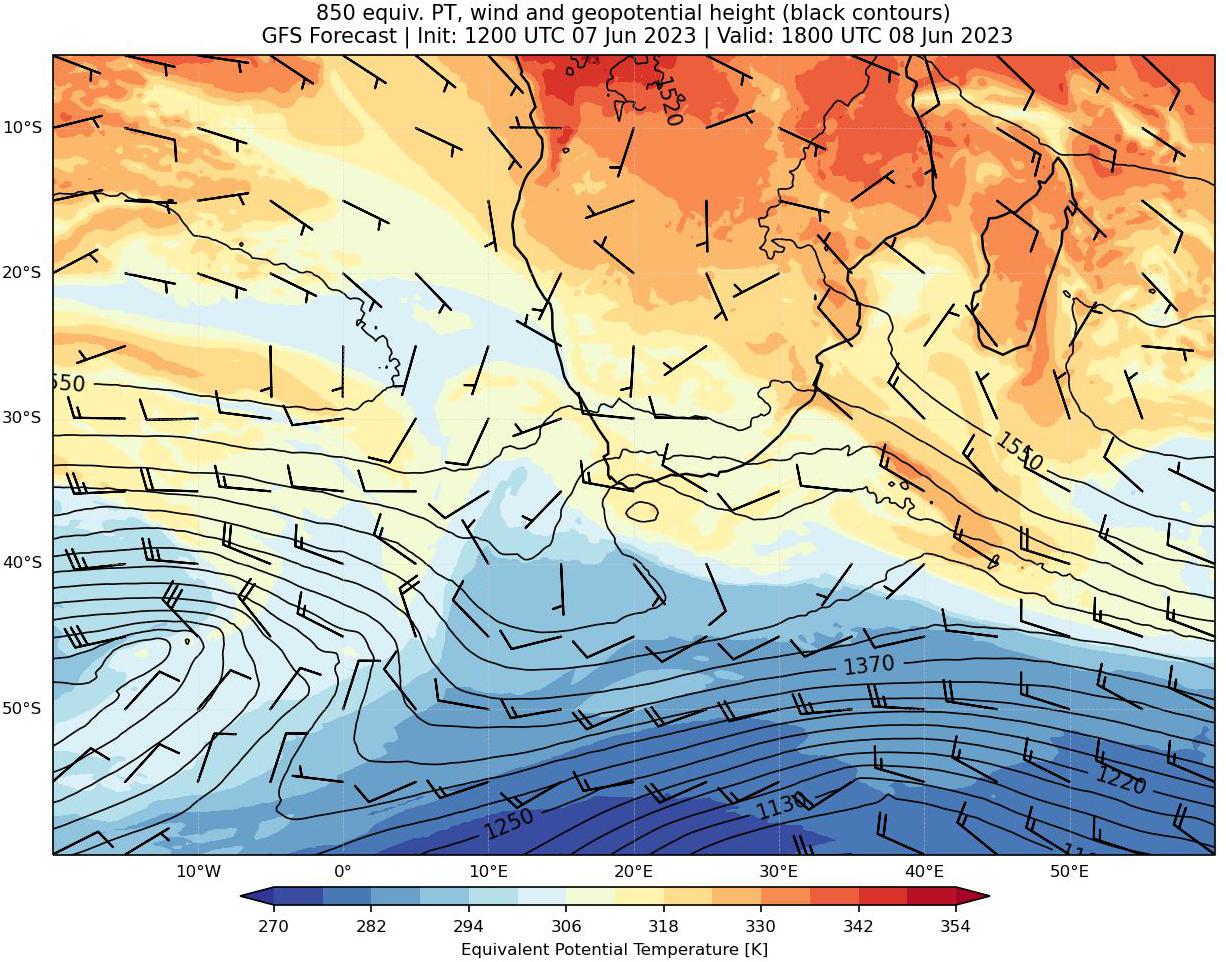 850 equiv. PT, wind and geopotential height (black contours)
GFS Forecast | Init: 1200 UTC 07 Jun 2023 | Valid: 1800 UTC 08 Jun 2023
1520
10°S
20°S
550
30°S
1550
40°S
1370
50°S
1220
1130
1250
10°W 0° 10°E 20°E 30°E 40°E 50°E
270 282 294 306 318 330 342 354
Equivalent Potential Temperature [K]